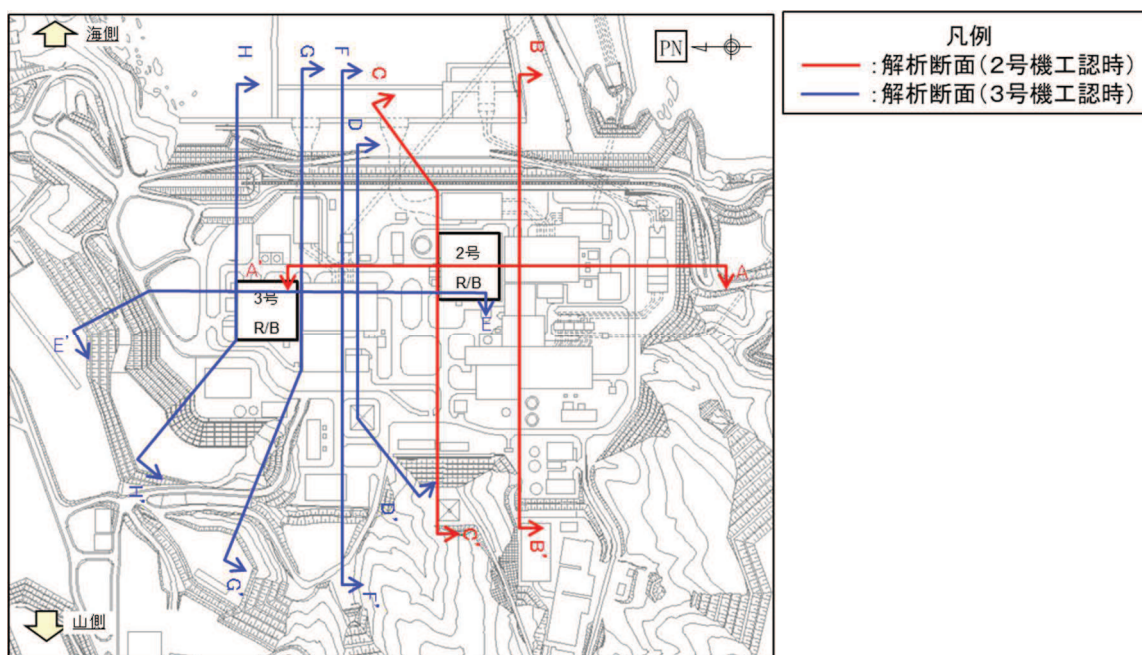 海側
H
G
F
C
B
PN
D
2号
R/B
A'
A
3号
R/B
E
E'
D'
H'
C'
B'
G'
F'
山側
凡例
:解析断面(2号機工認時)
:解析断面(3号機工認時)